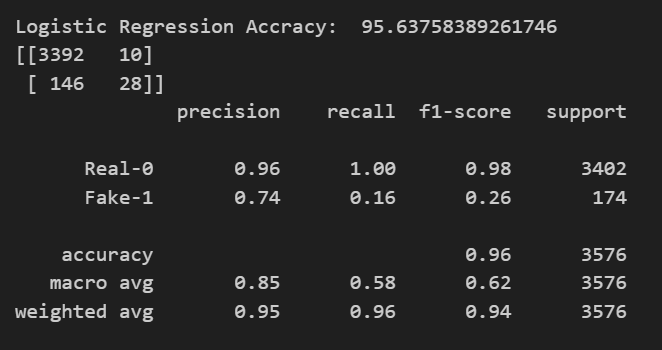 Logistic Regression Accracy:  95.63758389261746
[[3392   10]
 [ 146   28]]
              precision    recall  f1-score   support

      Real-0       0.96      1.00      0.98      3402
      Fake-1       0.74      0.16      0.26       174

    accuracy                           0.96      3576
   macro avg       0.85      0.58      0.62      3576
weighted avg       0.95      0.96      0.94      3576